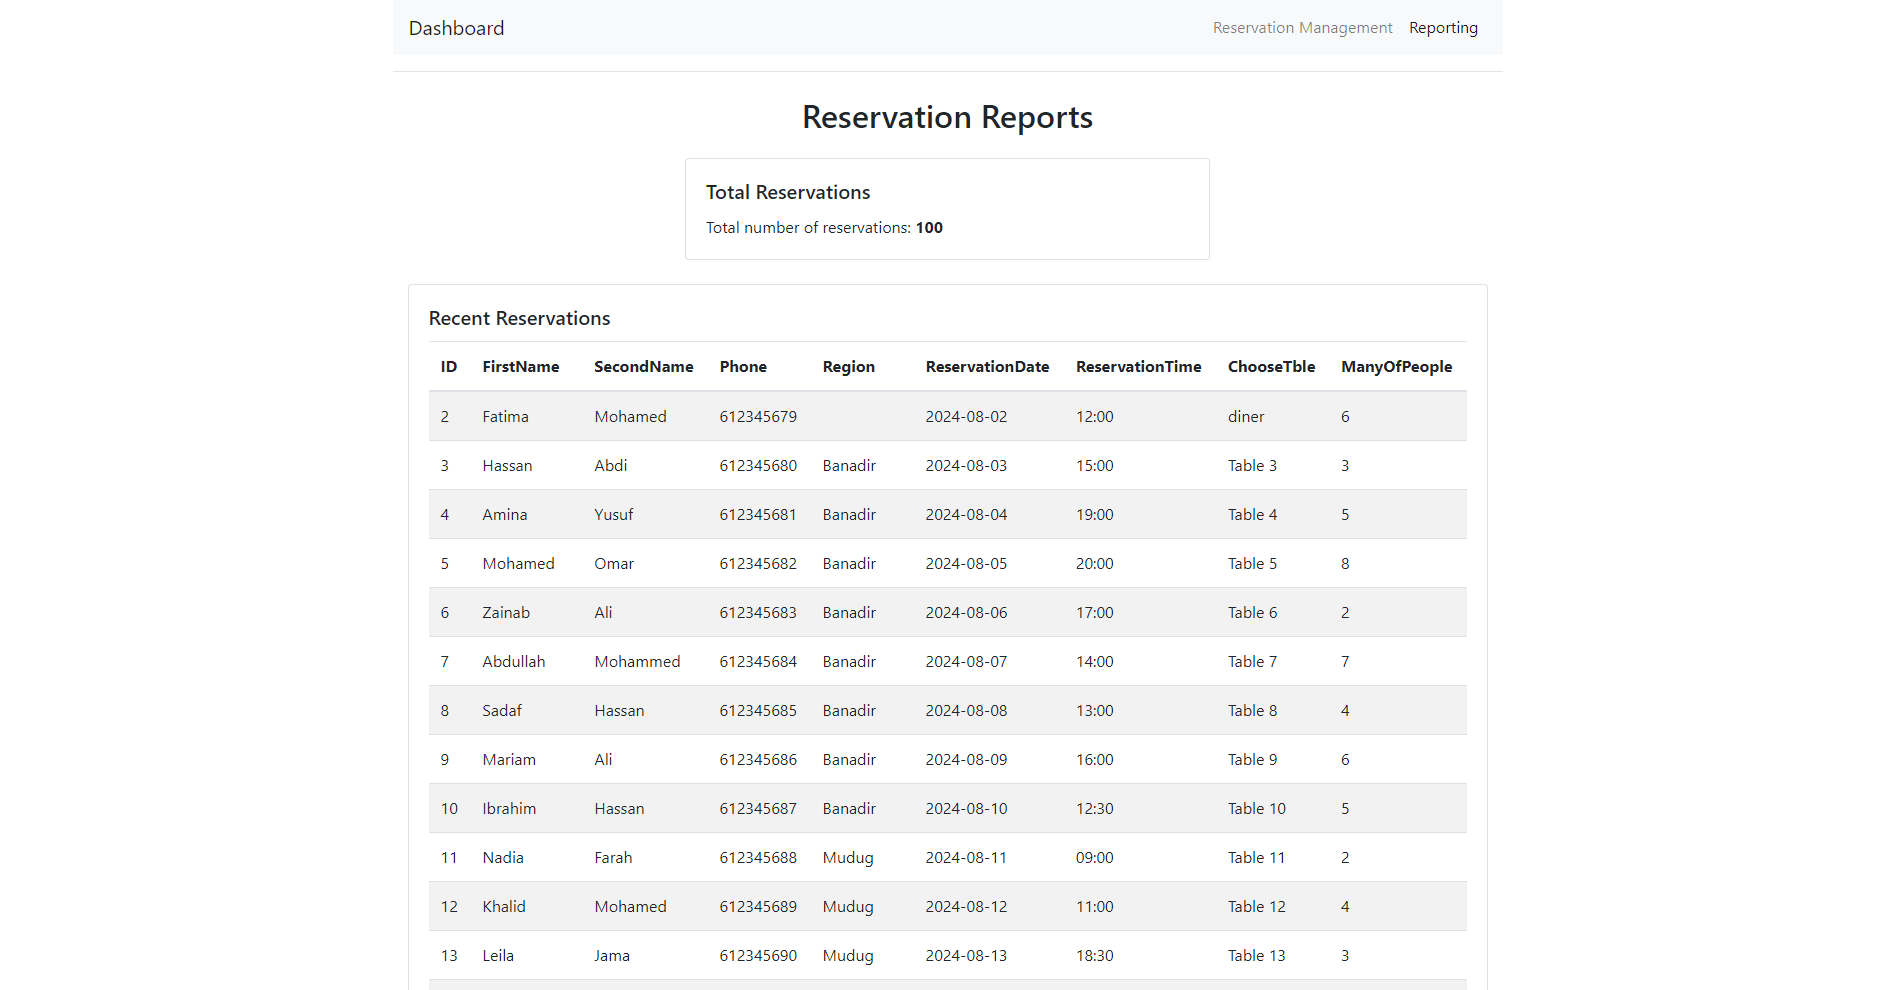 Dashboard Reservation Management Reporting
Reservation Reports
Total Reservations
Total number of reservations: 100
Recent Reservations
ID FirstName SecondName Phone Region ReservationDate ReservationTime ChooseTble ManyOfPeople
2 Fatima Mohamed 612345679 2024-08-02 12:00 diner 6
3 Hassan Abdi 612345680 Banadir 2024-08-03 15:00 Table 3 3
4 Amina Yusuf 612345681 Banadir 2024-08-04 19:00 Table 4 5
5 Mohamed Omar 612345682 Banadir 2024-08-05 20:00 Table 5 8
6 Zainab Ali 612345683 Banadir 2024-08-06 17:00 Table 6 2
7 Abdullah Mohammed 612345684 Banadir 2024-08-07 14:00 Table 7 7
8 Sadaf Hassan 612345685 Banadir 2024-08-08 13:00 Table 8 4
9 Mariam Ali 612345686 Banadir 2024-08-09 16:00 Table 9 6
10 Ibrahim Hassan 612345687 Banadir 2024-08-10 12:30 Table 10 5
11 Nadia Farah 612345688 Mudug 2024-08-11 09:00 Table 11 2
12 Khalid Mohamed 612345689 Mudug 2024-08-12 11:00 Table 12 4
13 Leila Jama 612345690 Mudug 2024-08-13 18:30 Table 13 3